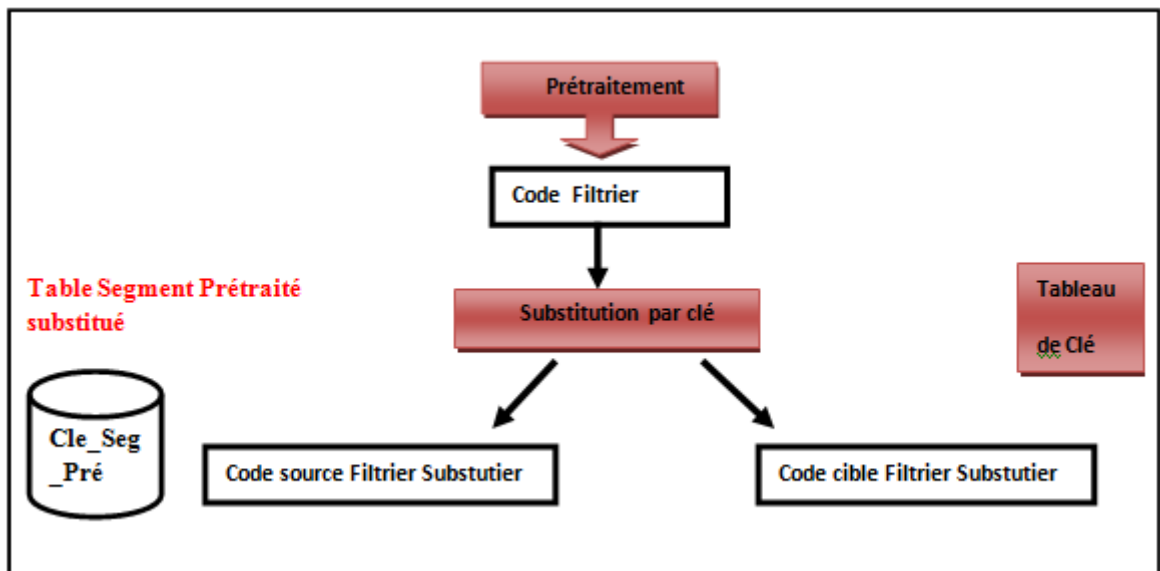 Prétraitement
Code Filtrier
Table Segment Prétraité
substitué
Substitution par clé
Tableau
de Clé
Cle_Seg
_Pré
Code source Filtrier Substutier
Code cible Filtrier Substutier